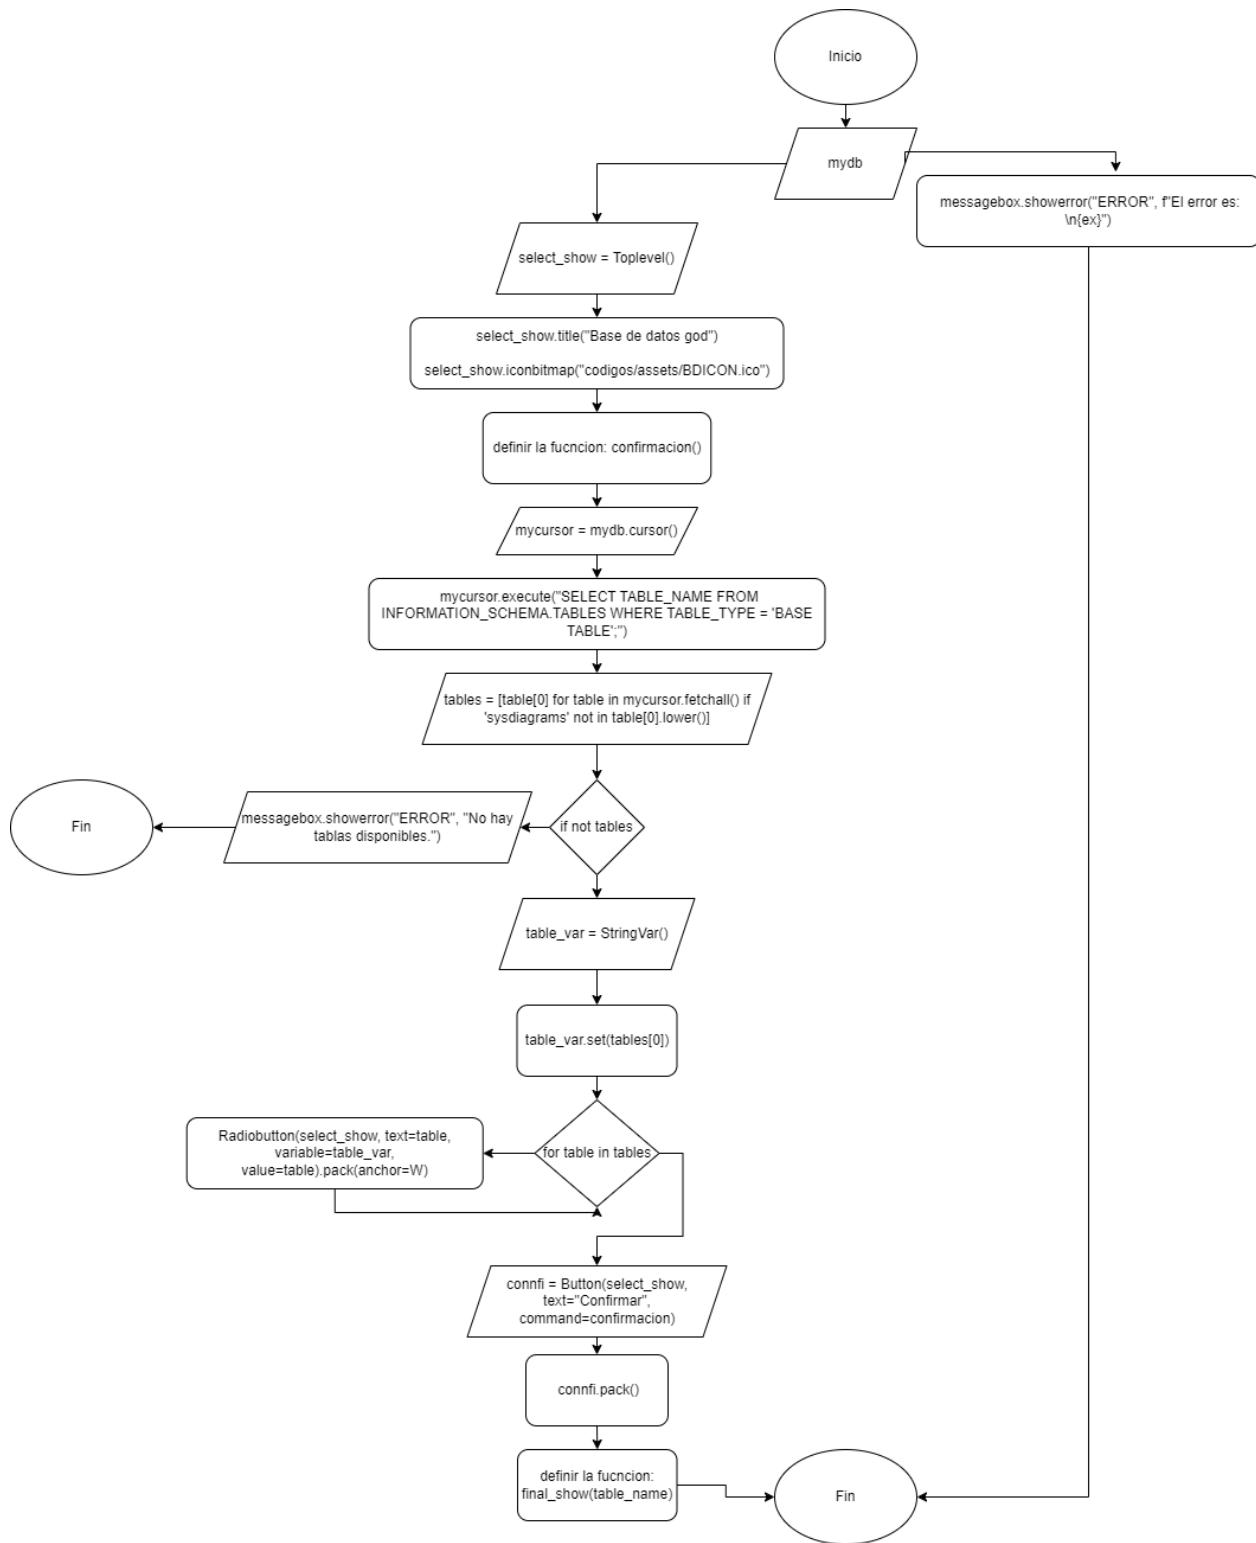 Inicio
mydb
messagebox.showerror("ERROR", f"El error es:
\n{ex}")
select_show = Toplevel()
select_show.title("Base de datos god")
select_show.iconbitmap("codigos/assets/BDICON.ico")
definir la fucncion: confirmacion()
mycursor = mydb.cursor()
mycursor.execute("SELECT TABLE_NAME FROM
INFORMATION_SCHEMA.TABLES WHERE TABLE_TYPE = 'BASE
TABLE';")
tables = [table[0] for table in mycursor.fetchall() if
'sysdiagrams' not in table[0].lower()]
Fin
messagebox.showerror("ERROR", "No hay
tablas disponibles.")
if not tables
table_var = StringVar()
table_var.set(tables[0])
Radiobutton(select_show, text=table,
variable=table_var,
value=table).pack(anchor=W)
for table in tables
connfi = Button(select_show,
text="Confirmar",
command=confirmacion)
connfi.pack()
definir la fucncion:
final_show(table_name)
Fin